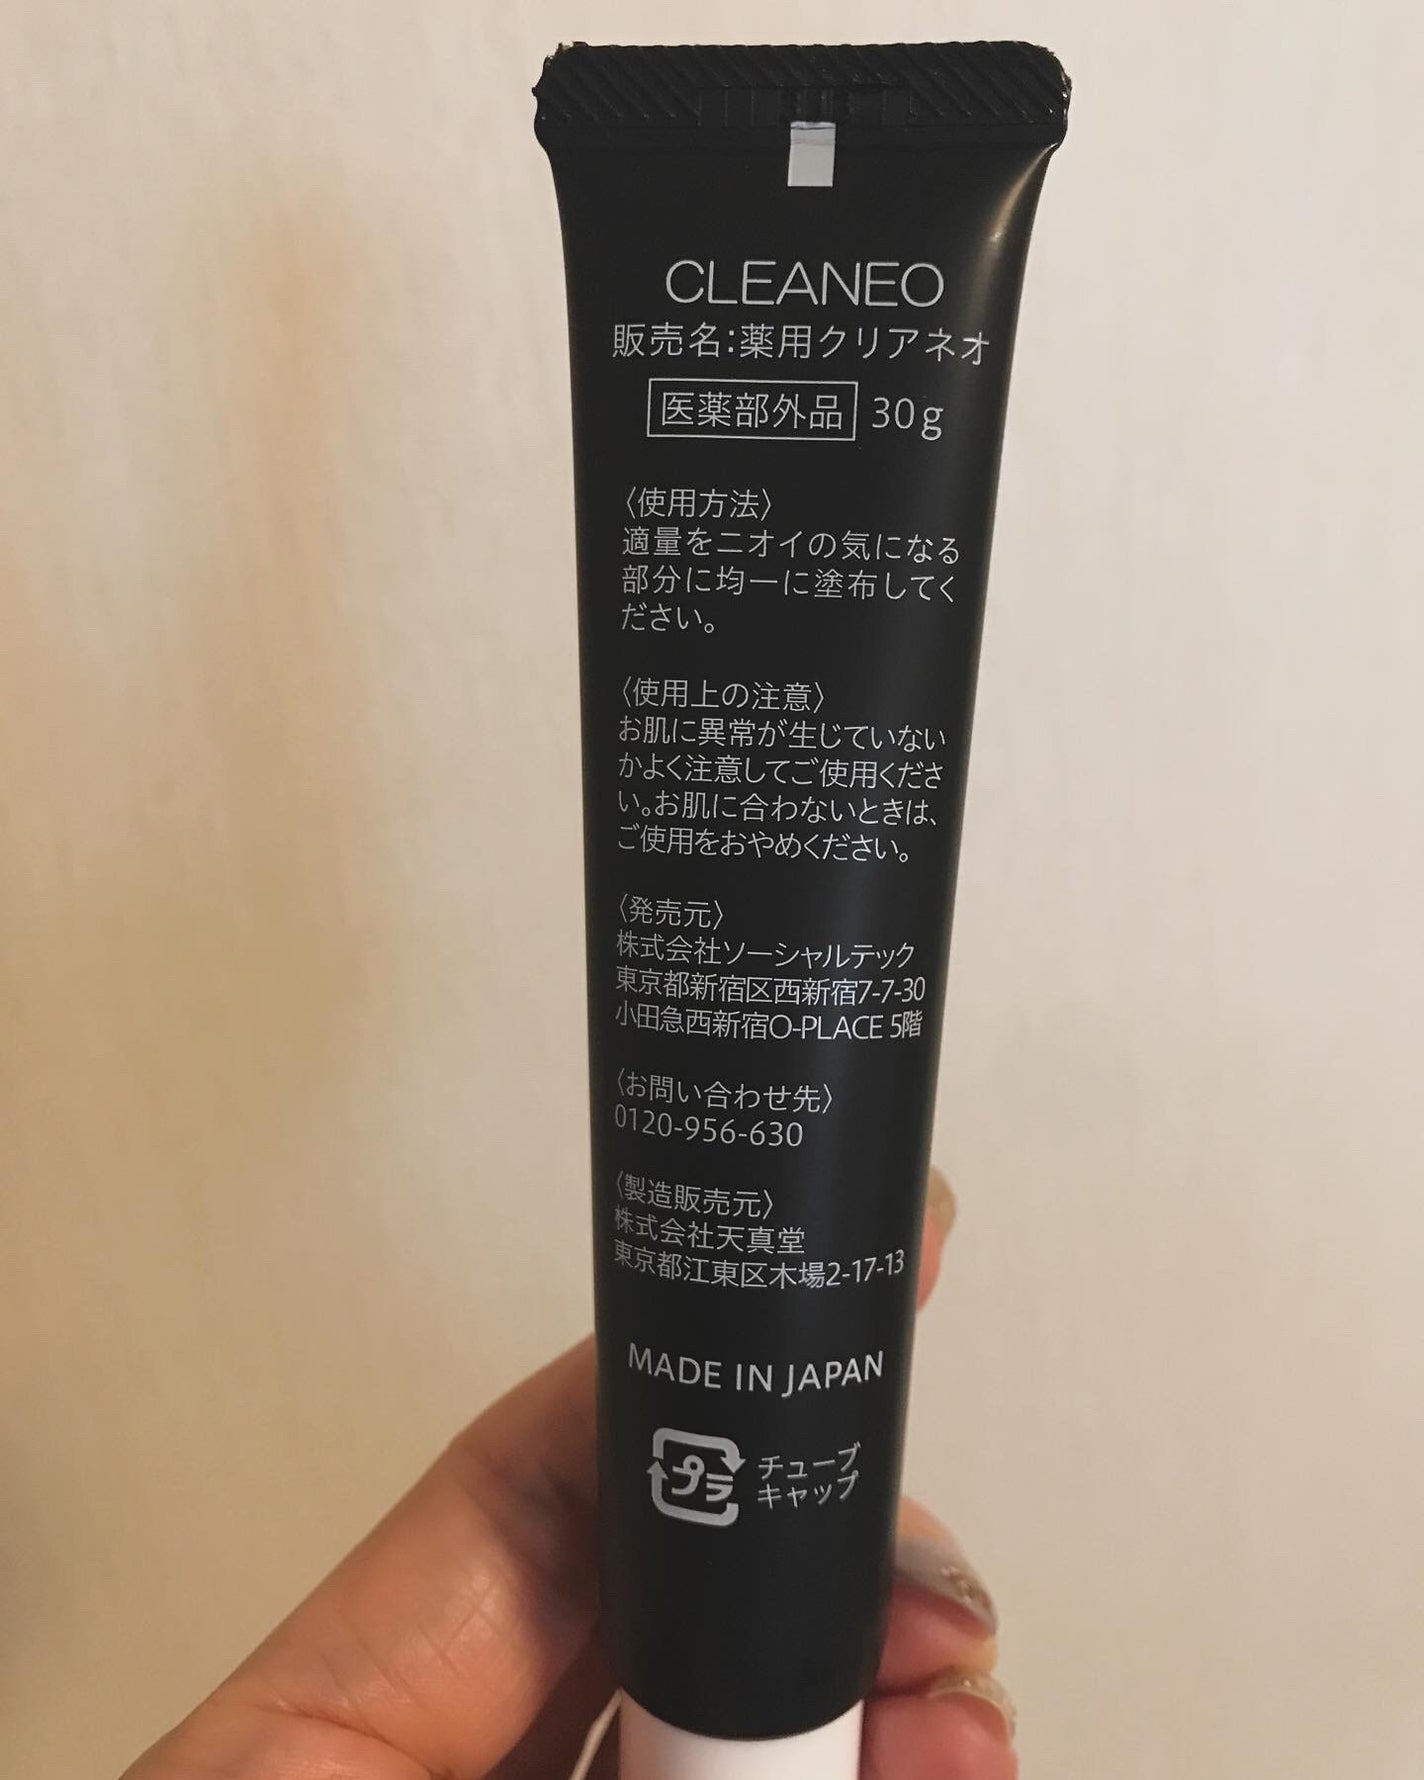 CLEANEO
販売名:薬用クリアネオ
医薬部外品 30g
〈使用方法〉
適量をニオイの気になる
部分に均一に塗布してく
ださい。
〈使用上の注意〉
お肌に異常が生じていない
かよく注意してご使用くださ
い。お肌に合わないときは、
ご使用をおやめください。
〈発売元〉
株式会社ソーシャルテック
東京都新宿区西新宿7-7-30
小田急西新宿O-PLACE 5階
〈お問い合わせ先〉
0120-956-630
〈製造販売元〉
株式会社天真堂
東京都江東区木場2-17-13
MADE IN JAPAN
プラ チューブ
キャップ